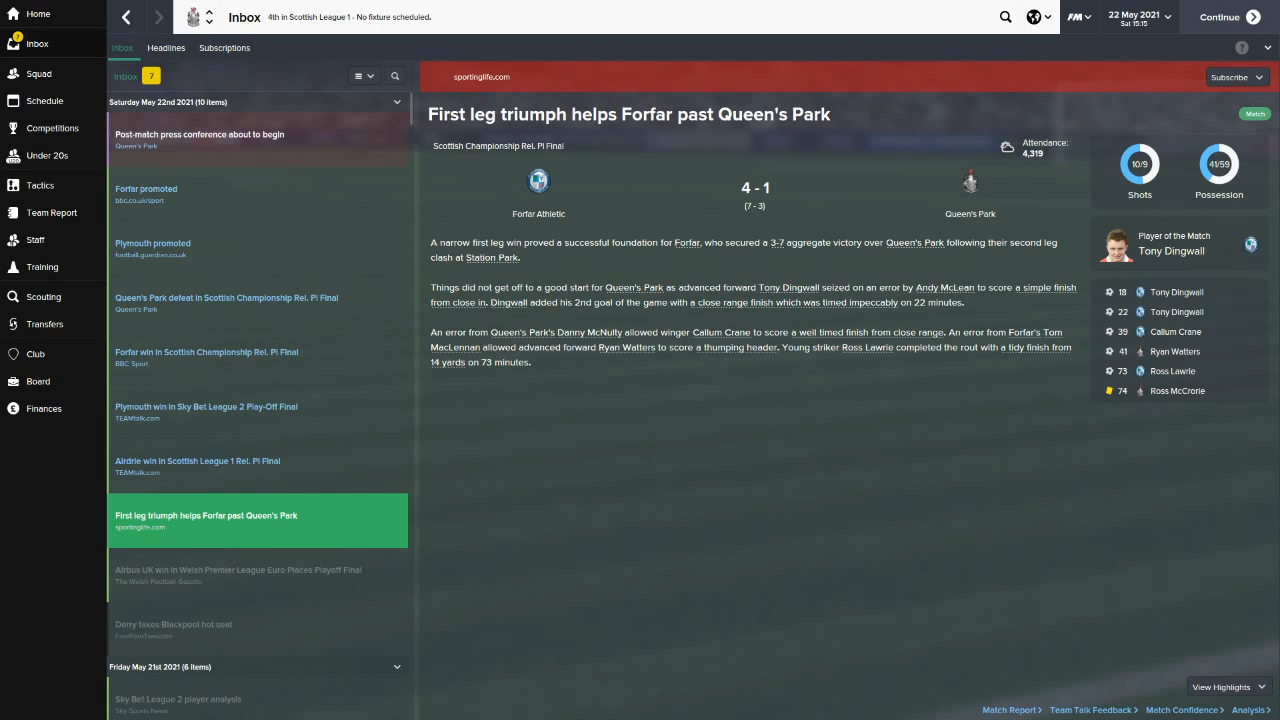 Home
7
Inbox
Squad
Schedule
Competitions
Under 20s
Tactics
Team Report
Staff
Training
Scouting
Transfers
Club
Board
Finances
Inbox 4th in Scottish League 1 - No fixture scheduled.
FM
22 May 2021
Sat 15:15
Continue
Inbox Headlines Subscriptions
?
Inbox 7
Saturday May 22nd 2021 (10 items)
Post-match press conference about to begin
Queen's Park
Forfar promoted
bbc.co.uk/sport
Plymouth promoted
football.guardian.co.uk
Queen's Park defeat in Scottish Championship Rel. Pl Final
Queen's Park
Forfar win in Scottish Championship Rel. Pl Final
BBC Sport
Plymouth win in Sky Bet League 2 Play-Off Final
TEAMtalk.com
Airdrie win in Scottish League 1 Rel. Pl Final
TEAMtalk.com
First leg triumph helps Forfar past Queen's Park
sportinglife.com
Airbus UK win in Welsh Premier League Euro Places Playoff Final
The Welsh Football Gazette
Derry takes Blackpool hot seat
FourFourTwo.com
Friday May 21st 2021 (6 items)
Sky Bet League 2 player analysis
Sky Sports News
sportinglife.com
Subscribe
First leg triumph helps Forfar past Queen's Park
Match
Scottish Championship Rel. Pl Final
Attendance:
4,319
4 - 1
(7 - 3)
Forfar Athletic
Queen's Park
A narrow first leg win proved a successful foundation for Forfar, who secured a 3-7 aggregate victory over Queen's Park following their second leg
clash at Station Park.
Things did not get off to a good start for Queen's Park as advanced forward Tony Dingwall seized on an error by Andy McLean to score a simple finish
from close in. Dingwall added his 2nd goal of the game with a close range finish which was timed impeccably on 22 minutes.
An error from Queen's Park's Danny McNulty allowed winger Callum Crane to score a well timed finish from close range. An error from Forfar's Tom
MacLennan allowed advanced forward Ryan Watters to score a thumping header. Young striker Ross Lawrie completed the rout with a tidy finish from
14 yards on 73 minutes.
10/9
41/59
Shots
Possession
Player of the Match
Tony Dingwall
18 Tony Dingwall
22 Tony Dingwall
39 Callum Crane
41 Ryan Watters
73 Ross Lawrie
74 Ross McCrorie
View Highlights
Match Report Team Talk Feedback Match Confidence Analysis